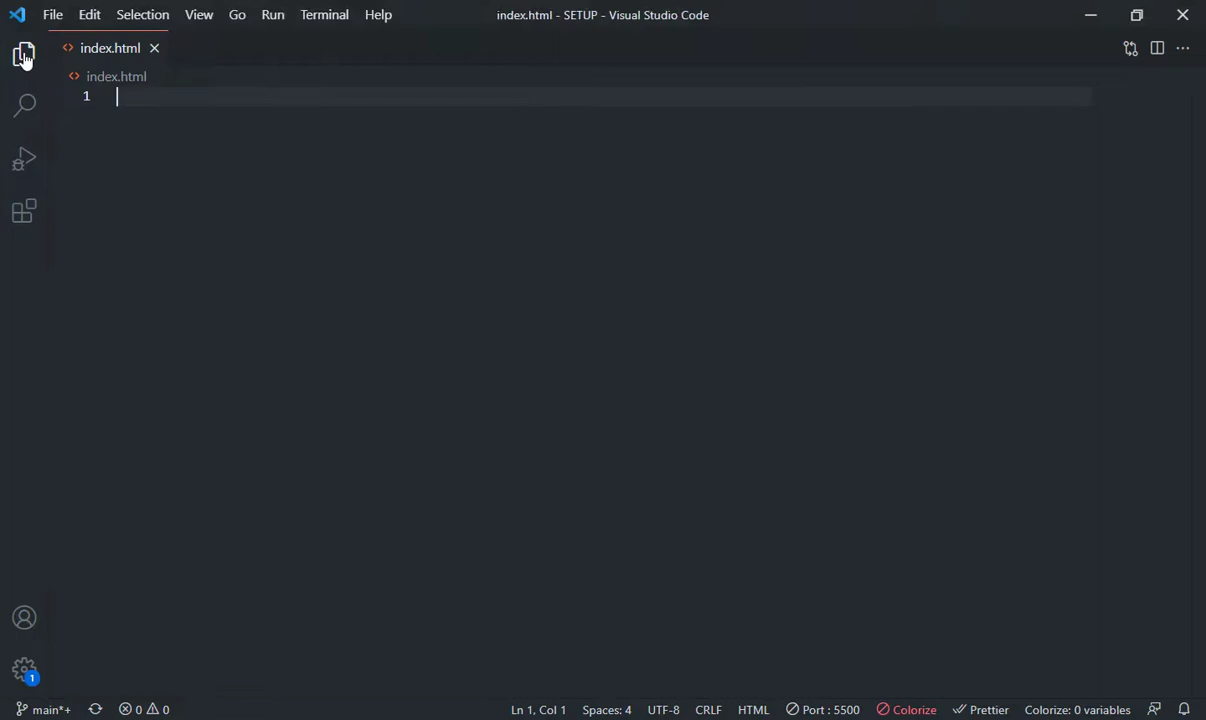 File Edit Selection View Go Run Terminal Help index.html - SETUP - Visual Studio Code
index.html
index.html
1
1
main*+ 0 0 Ln 1, Col 1 Spaces: 4 UTF-8 CRLF HTML Port : 5500 Colorize Prettier Colorize: 0 variables